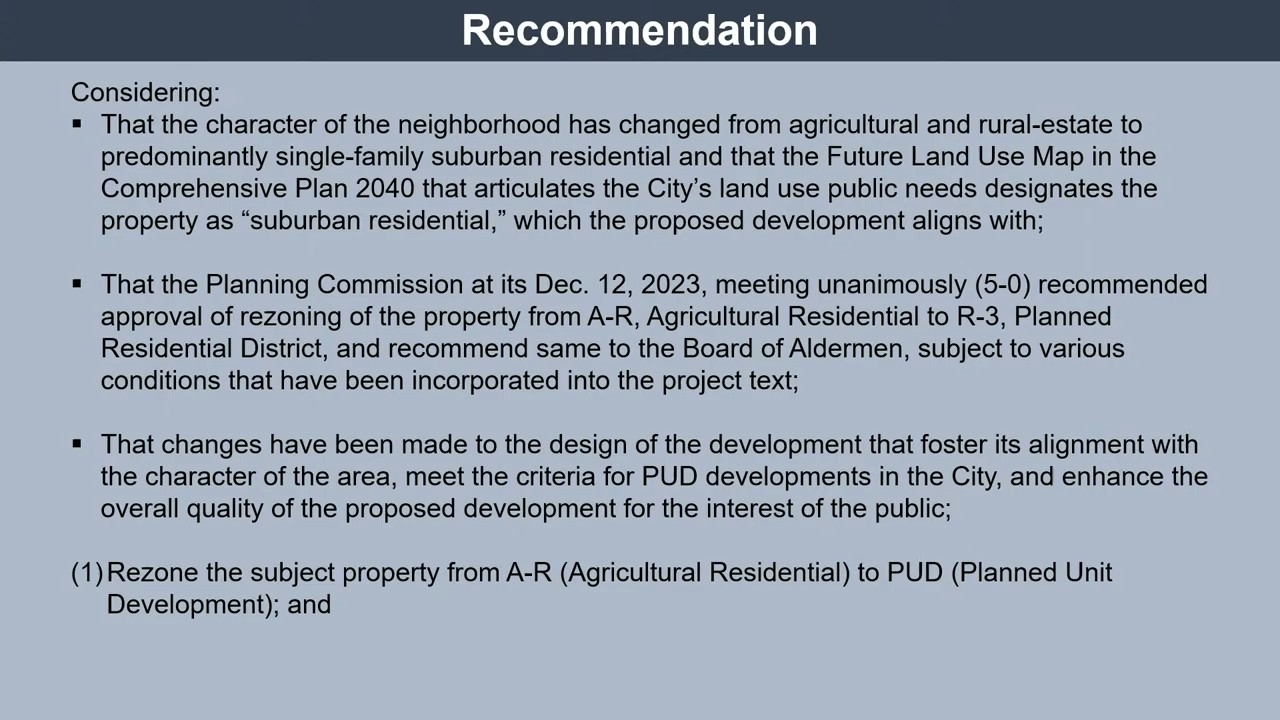 Recommendation
Considering:
▪ That the character of the neighborhood has changed from agricultural and rural-estate to
predominantly single-family suburban residential and that the Future Land Use Map in the
Comprehensive Plan 2040 that articulates the City’s land use public needs designates the
property as “suburban residential,” which the proposed development aligns with;
▪ That the Planning Commission at its Dec. 12, 2023, meeting unanimously (5-0) recommended
approval of rezoning of the property from A-R, Agricultural Residential to R-3, Planned
Residential District, and recommend same to the Board of Aldermen, subject to various
conditions that have been incorporated into the project text;
▪ That changes have been made to the design of the development that foster its alignment with
the character of the area, meet the criteria for PUD developments in the City, and enhance the
overall quality of the proposed development for the interest of the public;
(1) Rezone the subject property from A-R (Agricultural Residential) to PUD (Planned Unit
Development); and